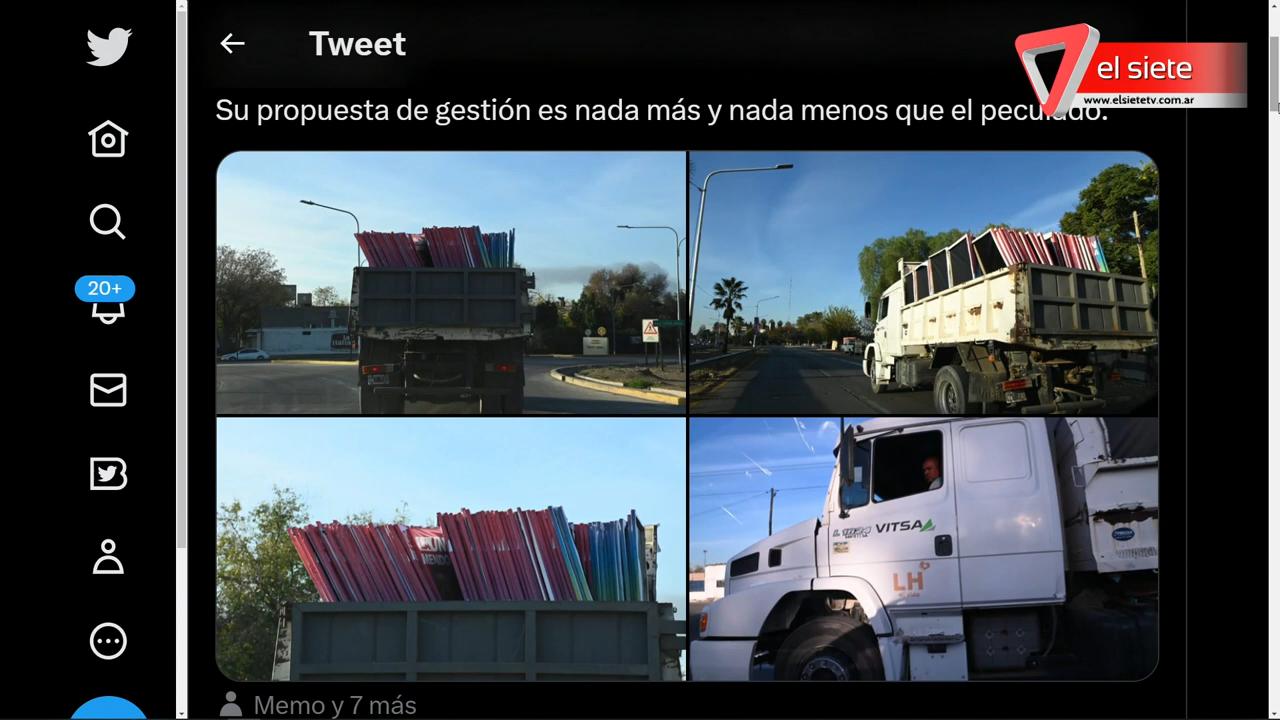 Tweet
el siete
www.elsietetv.com.ar
Su propuesta de gestión es nada más y nada menos que el peculado.
20+
VITSA
LH
Memo y 7 más